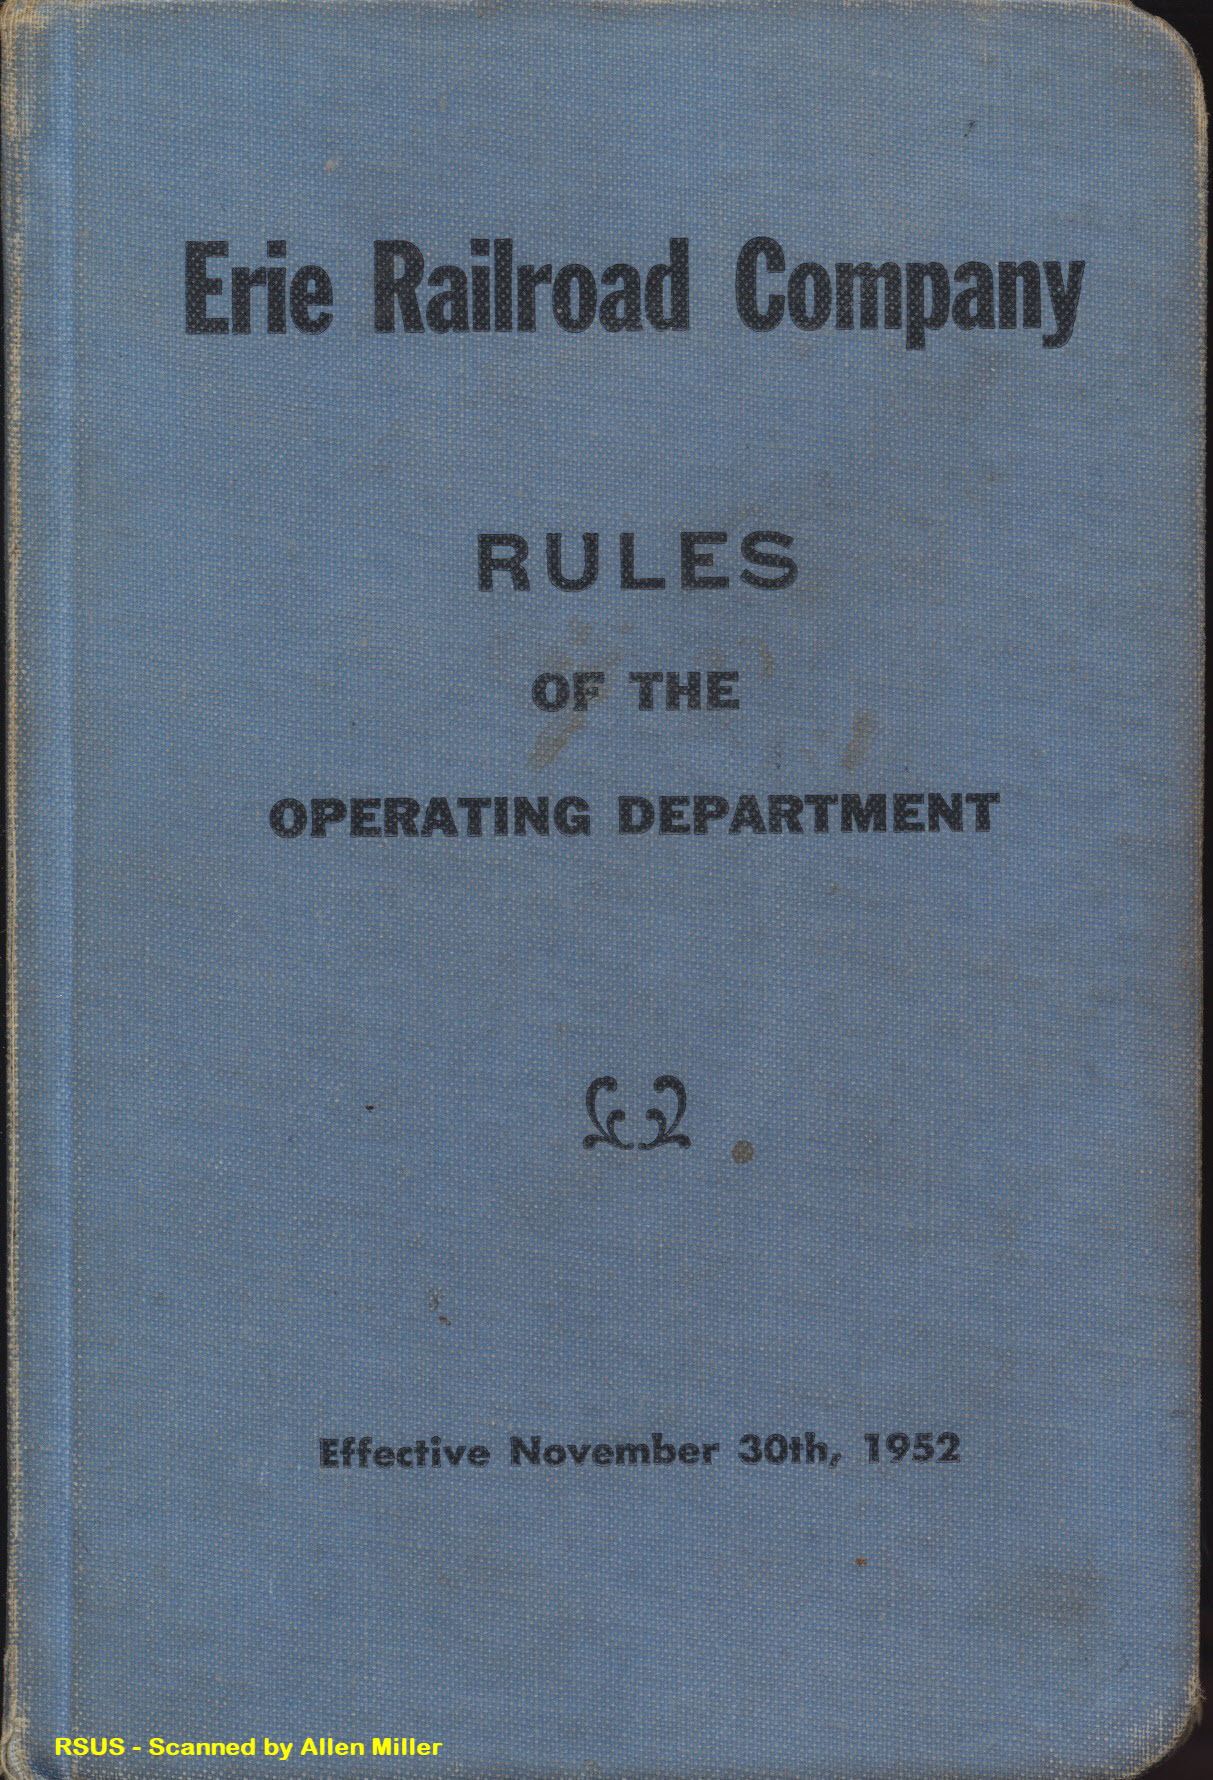 Erie Railroad Company
RULES
OF THE
OPERATING DEPARTMENT
Effective November 30th, 1952
RSUS - Scanned by Allen Miller